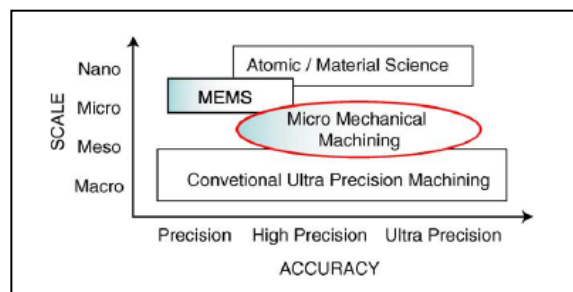 Nano
Atomic / Material Science
MEMS
Micro
Micro Mechanical
Machining
SCALE
Meso
Macro
Convetional Ultra Precision Machining
Precision High Precision Ultra Precision
ACCURACY